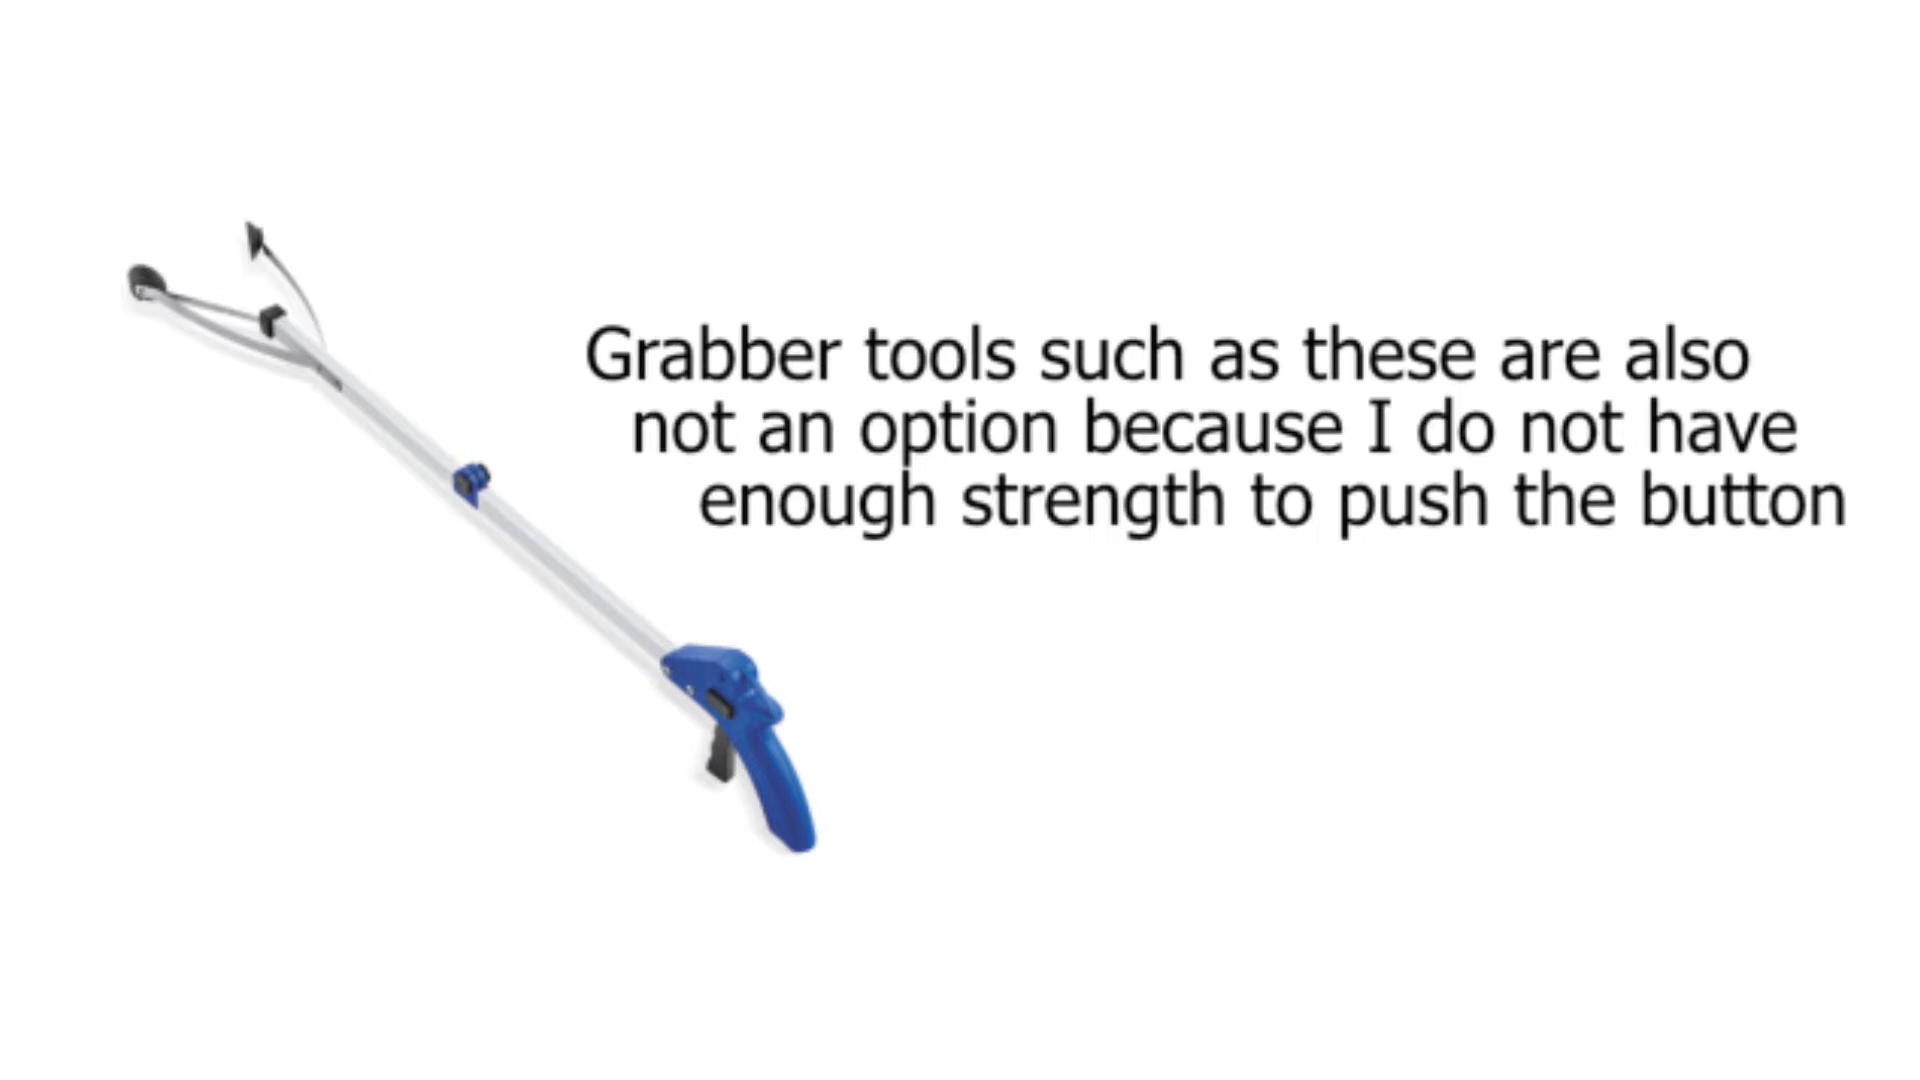 Grabber tools such as these are also
not an option because I do not have
enough strength to push the button